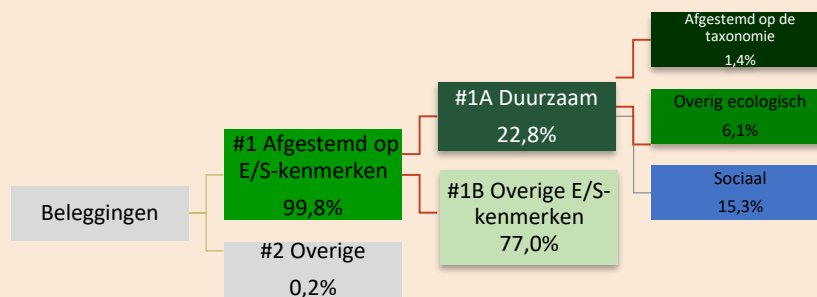 Beleggingen
#1 Afgestemd op
E/S-kenmerken
99,8%
#2 Overige
0,2%
#1A Duurzaam
22,8%
#1B Overige E/S-
kenmerken
77,0%
Afgestemd op de
taxonomie
1,4%
Overig ecologisch
6,1%
Sociaal
15,3%